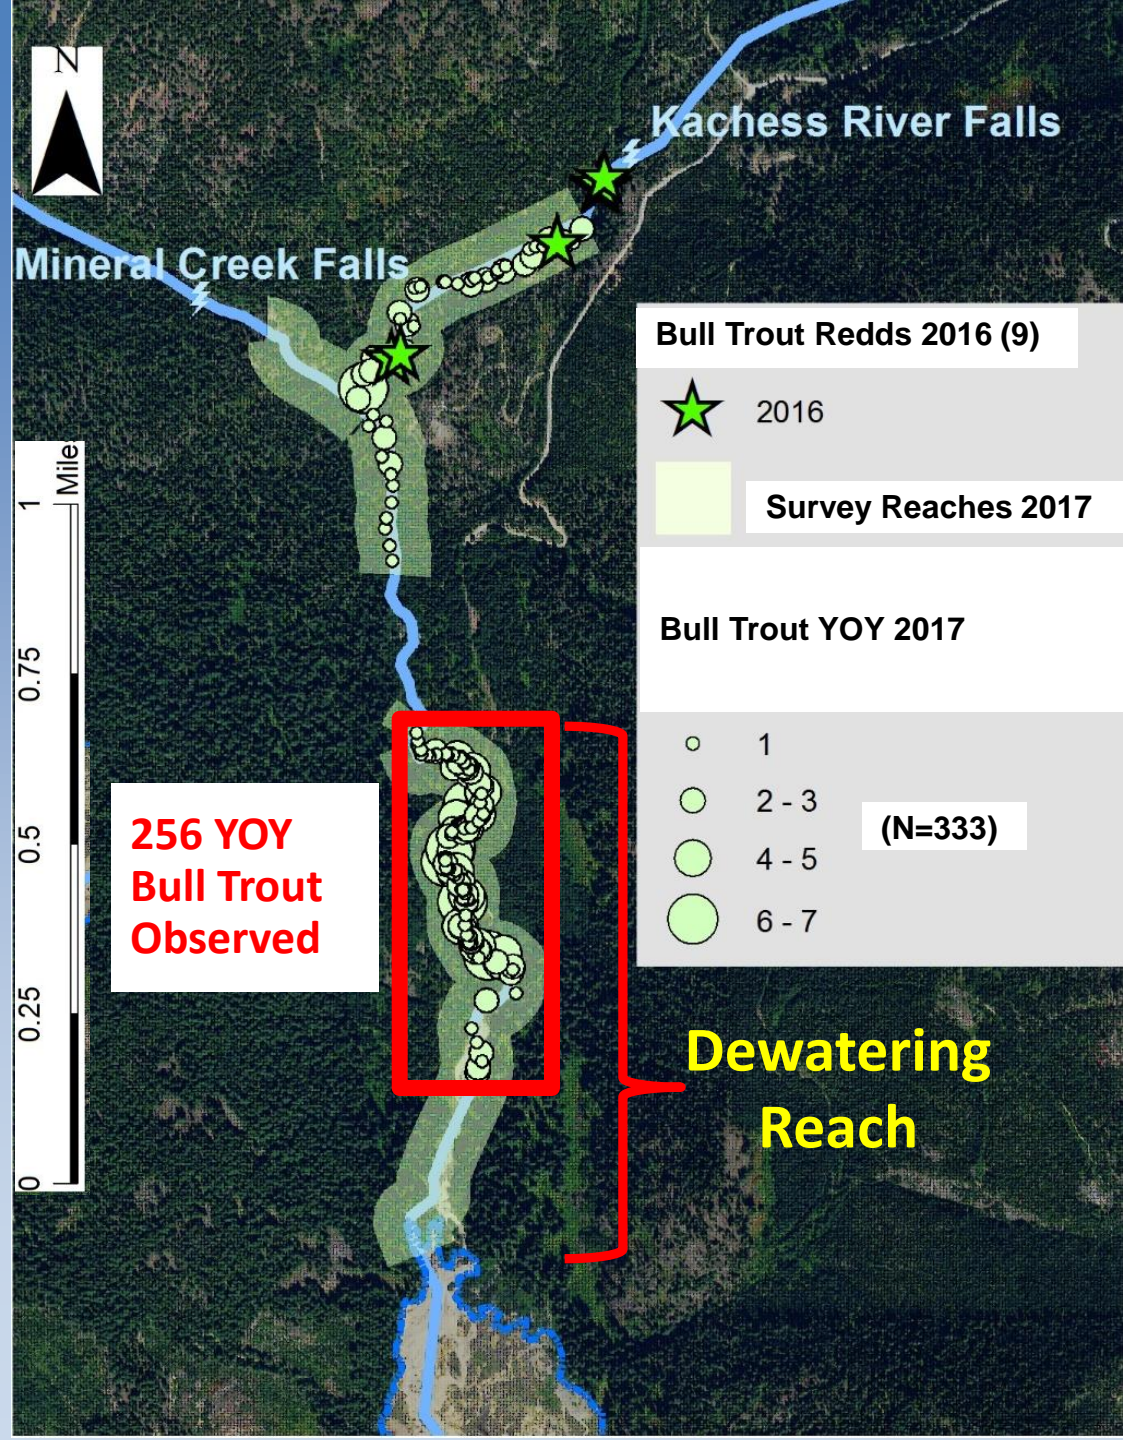 N
Kachess River Falls
Mineral Creek Falls
Bull Trout Redds 2016 (9)
2016
Survey Reaches 2017
Bull Trout YOY 2017
1
2 - 3
4 - 5
6 - 7
(N=333)
Mile
1
0.75
0.5
0.25
0
256 YOY
Bull Trout
Observed
Dewatering
Reach